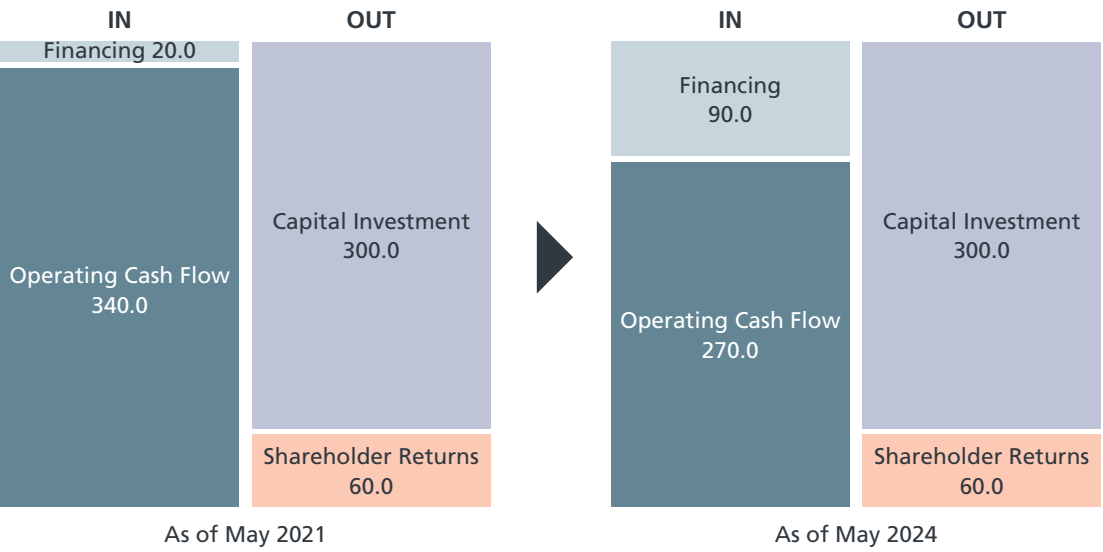 IN
OUT
Financing 20.0
Operating Cash Flow
340.0
Capital Investment
300.0
Shareholder Returns
60.0
As of May 2021
IN
OUT
Financing
90.0
Operating Cash Flow
270.0
Capital Investment
300.0
Shareholder Returns
60.0
As of May 2024